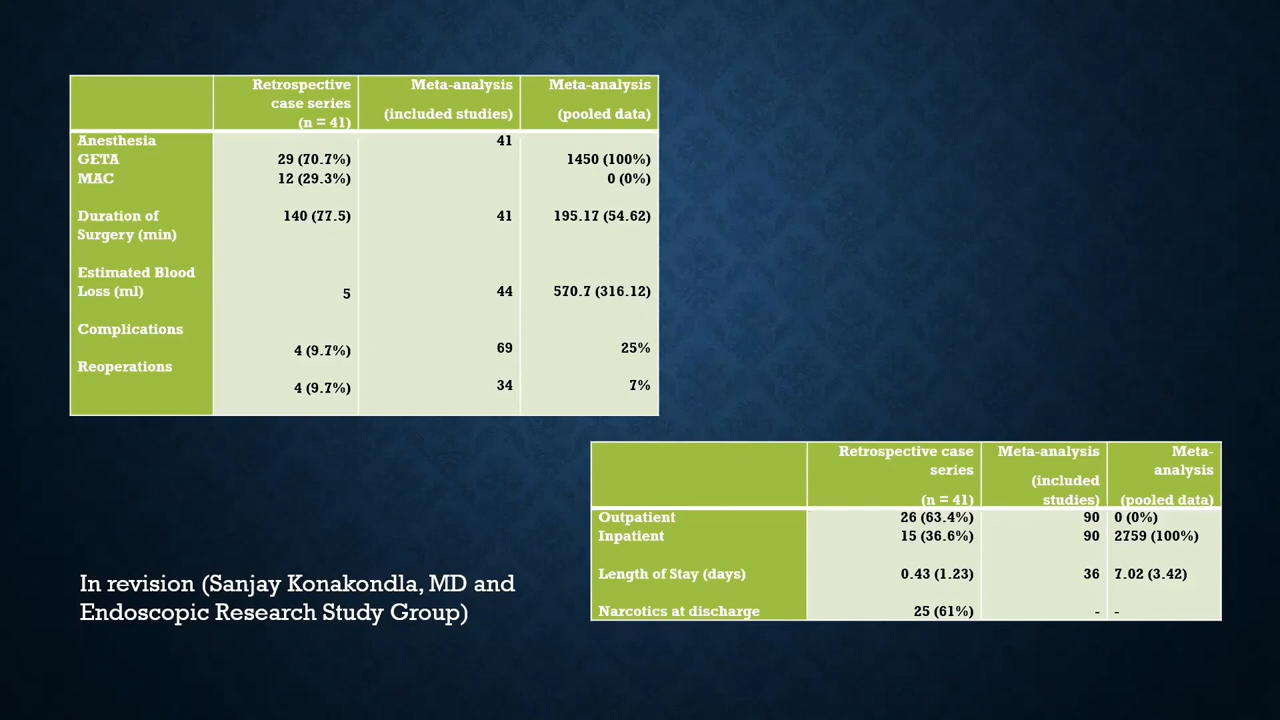 Retrospective case series (n = 41) Meta-analysis (included studies) Meta-analysis (pooled data)
Anesthesia 41
GETA 29 (70.7%) 1450 (100%)
MAC 12 (29.3%) 0 (0%)
Duration of 140 (77.5) 41 195.17 (54.62)
Surgery (min)
Estimated Blood
Loss (ml) 5 44 570.7 (316.12)
Complications
4 (9.7%) 69 25%
Reoperations
4 (9.7%) 34 7%
Retrospective case series (n = 41) Meta-analysis (included studies) Meta-analysis (pooled data)
Outpatient 26 (63.4%) 90 0 (0%)
Inpatient 15 (36.6%) 90 2759 (100%)
Length of Stay (days) 0.43 (1.23) 36 7.02 (3.42)
Narcotics at discharge 25 (61%) - -
In revision (Sanjay Konakondla, MD and
Endoscopic Research Study Group)